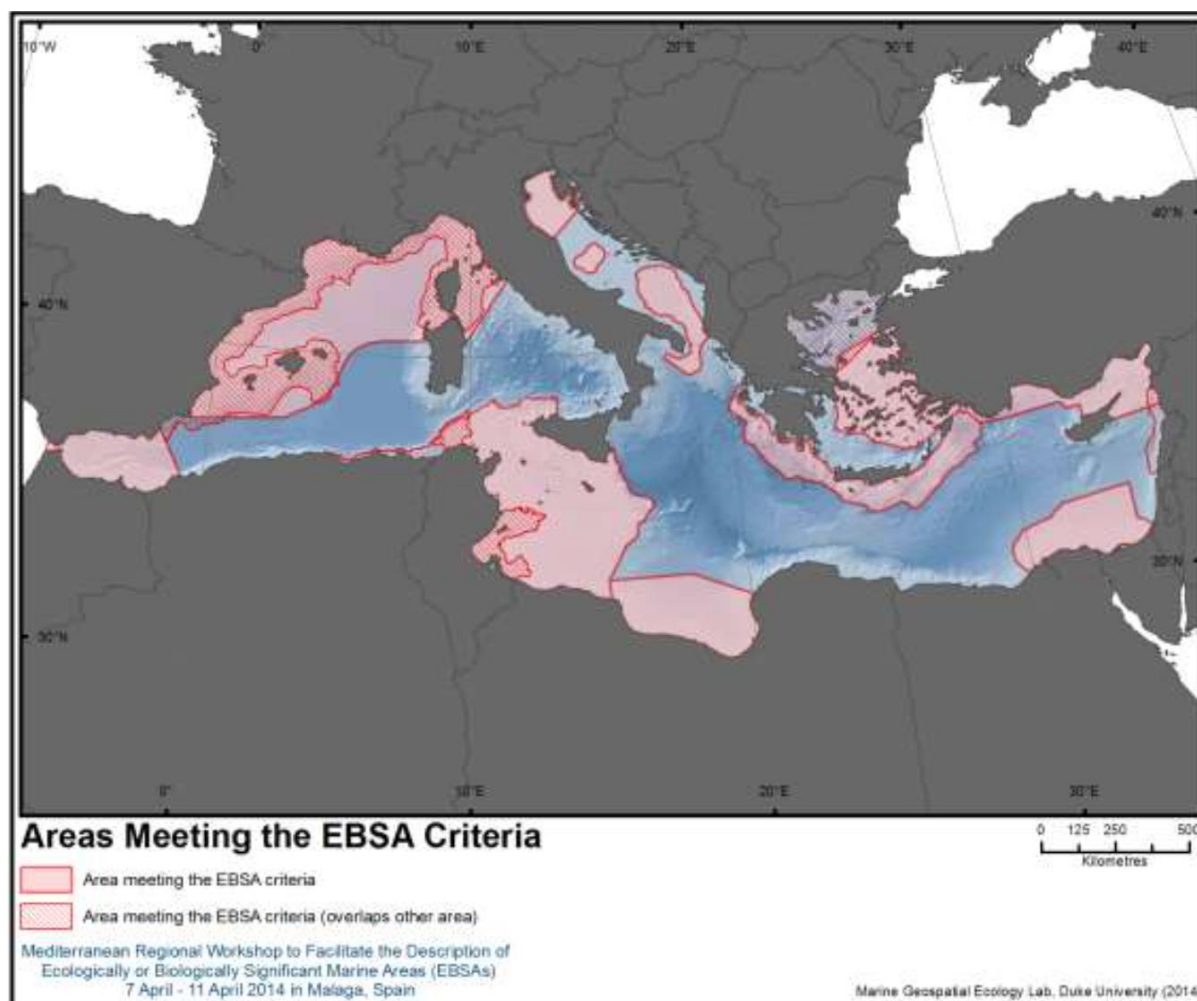 10°W 0° 10°E 20°E 30°E 40°E
40°N
40°N
30°N
30°N
0° 10°E 20°E 30°E
Areas Meeting the EBSA Criteria
0 125 250 500
Kilometres
Area meeting the EBSA criteria
Area meeting the EBSA criteria (overlaps other area)
Mediterranean Regional Workshop to Facilitate the Description of
Ecologically or Biologically Significant Marine Areas (EBSAs)
7 April - 11 April 2014 in Malaga, Spain
Marine Geospatial Ecology Lab, Duke University (2014